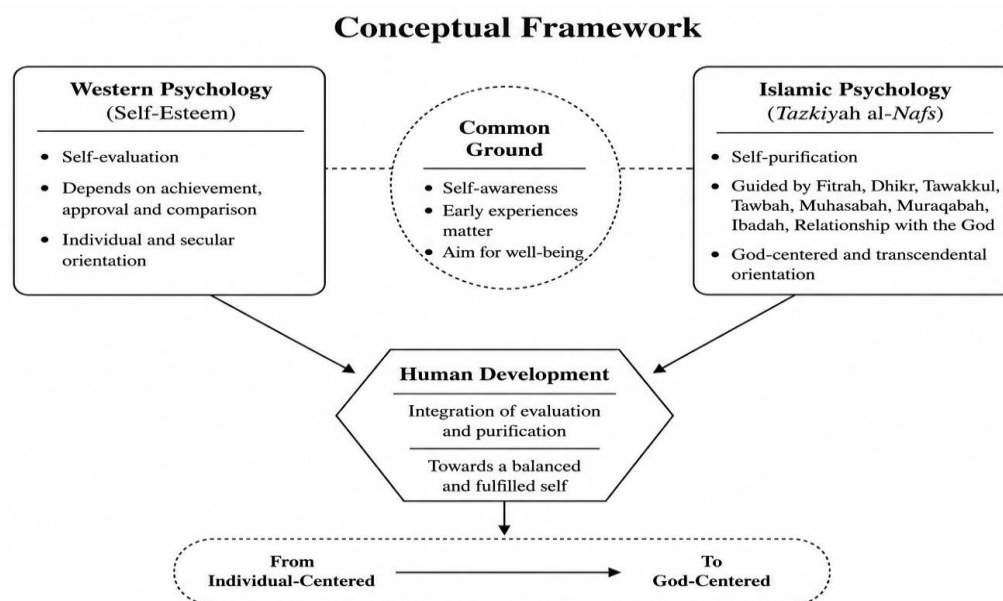 Conceptual Framework
Western Psychology
(Self-Esteem)
• Self-evaluation
• Depends on achievement,
approval and comparison
• Individual and secular
orientation
Common
Ground
• Self-awareness
• Early experiences
matter
• Aim for well-being
Islamic Psychology
(Tazkiyah al-Nafs)
• Self-purification
• Guided by Fitrah, Dhikr, Tawakkul,
Tawbah, Muhasabah, Muraqabah,
Ibadah, Relationship with the God
• God-centered and transcendental
orientation
Human Development
Integration of evaluation
and purification
Towards a balanced
and fulfilled self
From
Individual-Centered
To
God-Centered